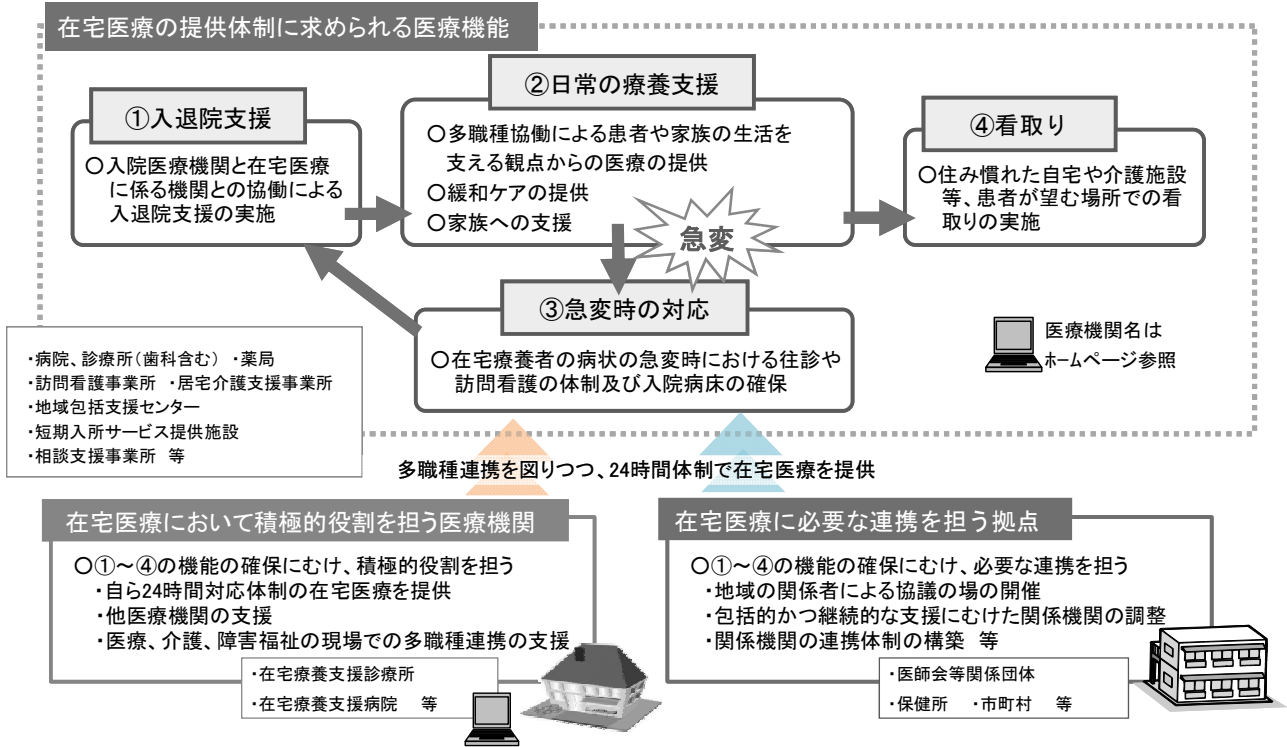 在宅医療の提供体制に求められる医療機能
①入退院支援
○入院医療機関と在宅医療
に係る機関との協働による
入退院支援の実施
②日常の療養支援
○多職種協働による患者や家族の生活を
支える観点からの医療の提供
○緩和ケアの提供
○家族への支援
急変
④看取り
○住み慣れた自宅や介護施設
等、患者が望む場所での看
取りの実施
③急変時の対応
○在宅療養者の病状の急変時における往診や
訪問看護の体制及び入院病床の確保
医療機関名は
ホームページ参照
・病院、診療所(歯科含む) ・薬局
・訪問看護事業所 ・居宅介護支援事業所
・地域包括支援センター
・短期入所サービス提供施設
・相談支援事業所 等
多職種連携を図りつつ、24時間体制で在宅医療を提供
在宅医療において積極的役割を担う医療機関
○①～④の機能の確保にむけ、積極的役割を担う
・自ら24時間対応体制の在宅医療を提供
・他医療機関の支援
・医療、介護、障害福祉の現場での多職種連携の支援
・在宅療養支援診療所
・在宅療養支援病院 等
在宅医療に必要な連携を担う拠点
○①～④の機能の確保にむけ、必要な連携を担う
・地域の関係者による協議の場の開催
・包括的かつ継続的な支援にむけた関係機関の調整
・関係機関の連携体制の構築 等
・医師会等関係団体
・保健所 ・市町村 等